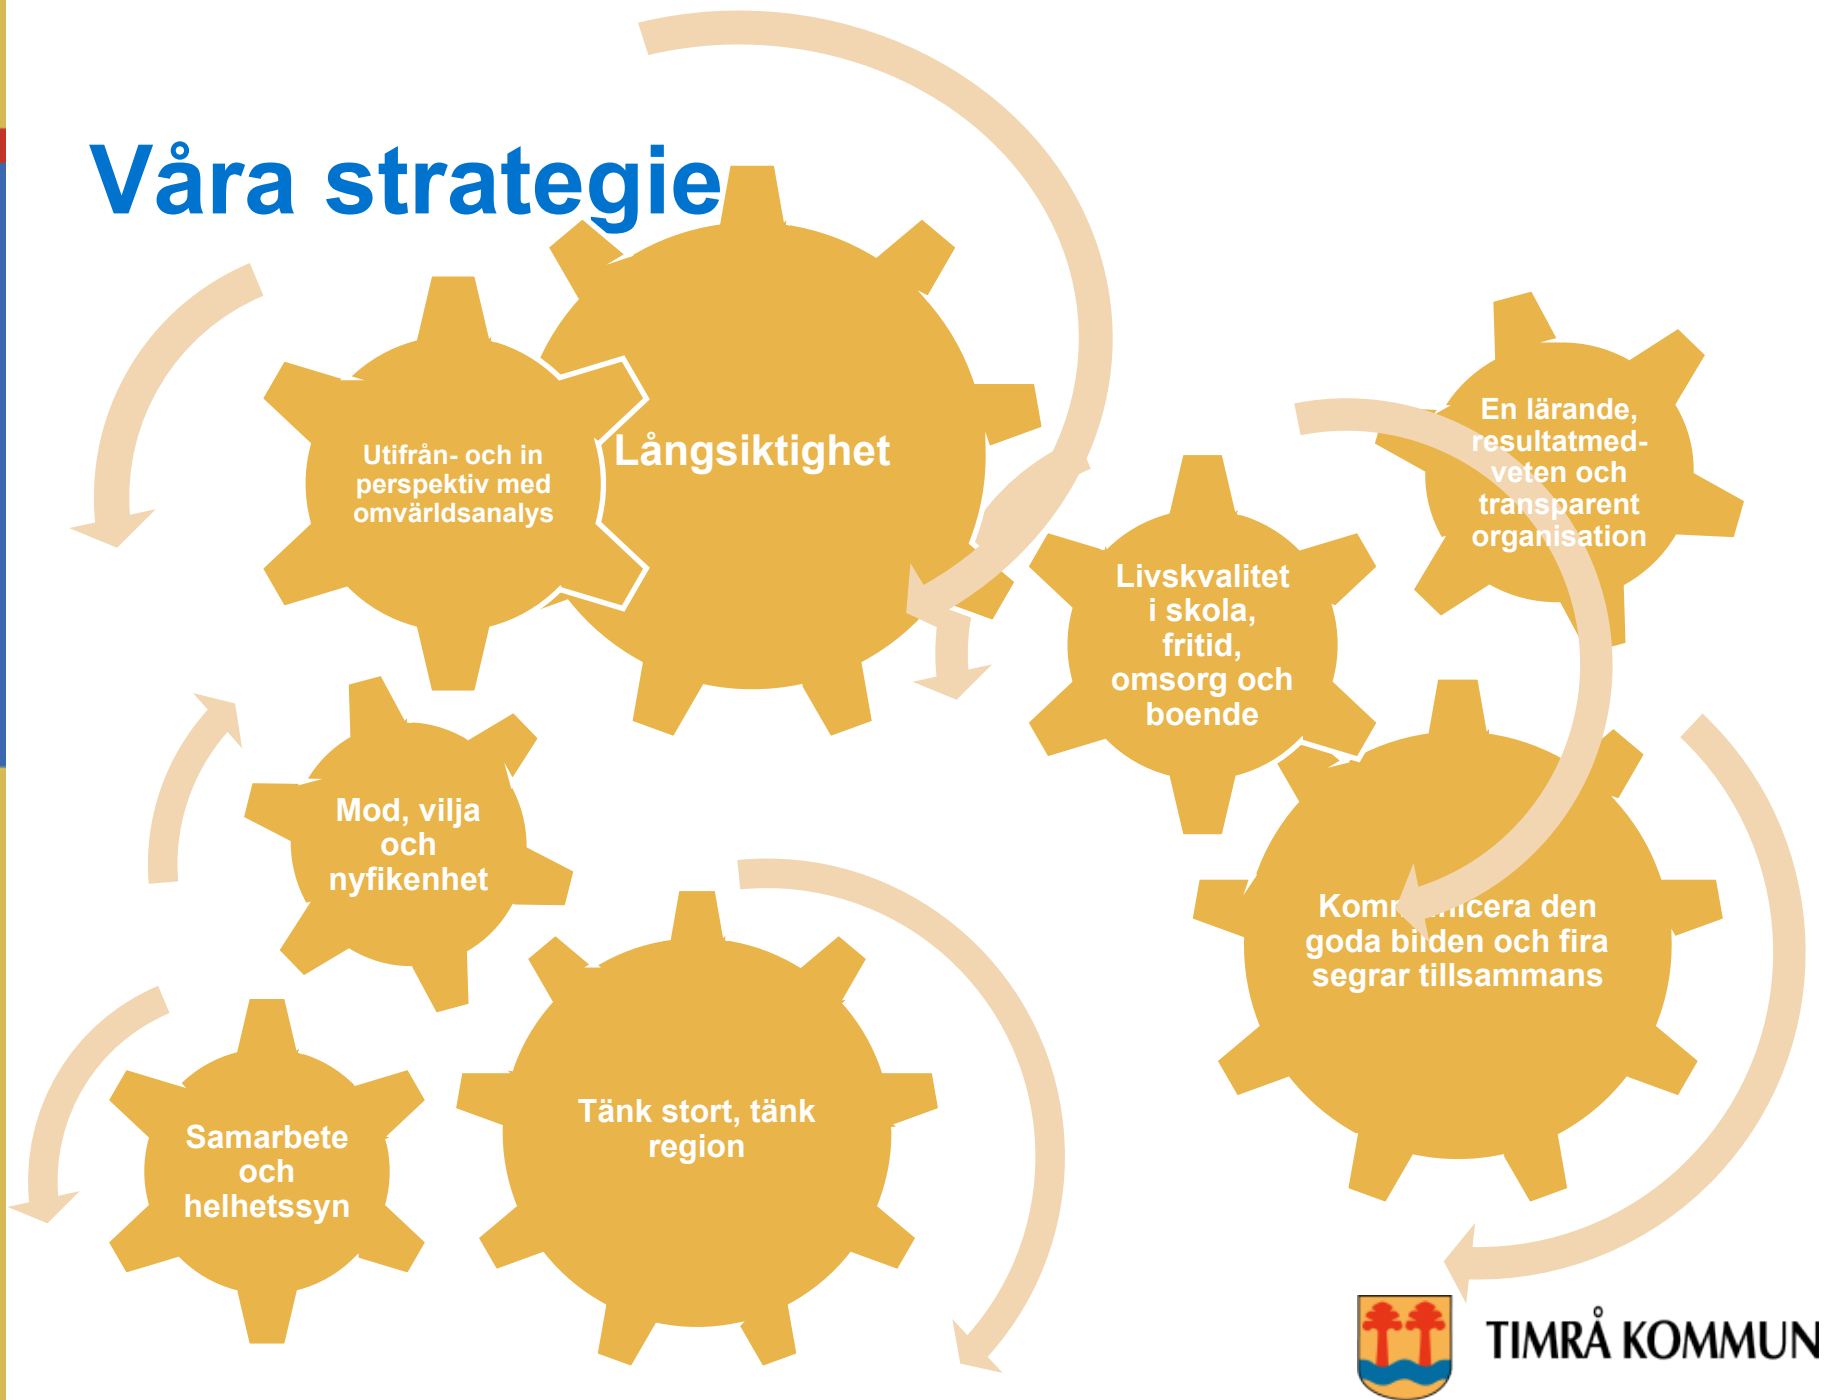 Våra strategie
Långsiktighet
Utifrån- och in
perspektiv med
omvärldsanalys
En lärande,
resultatmed-
veten och
transparent
organisation
Livskvalitet
i skola,
fritid,
omsorg och
boende
Mod, vilja
och
nyfikenhet
Kommunicera den
goda bilden och fira
segrar tillsammans
Tänk stort, tänk
region
Samarbete
och
helhetssyn
TIMRÅ KOMMUN